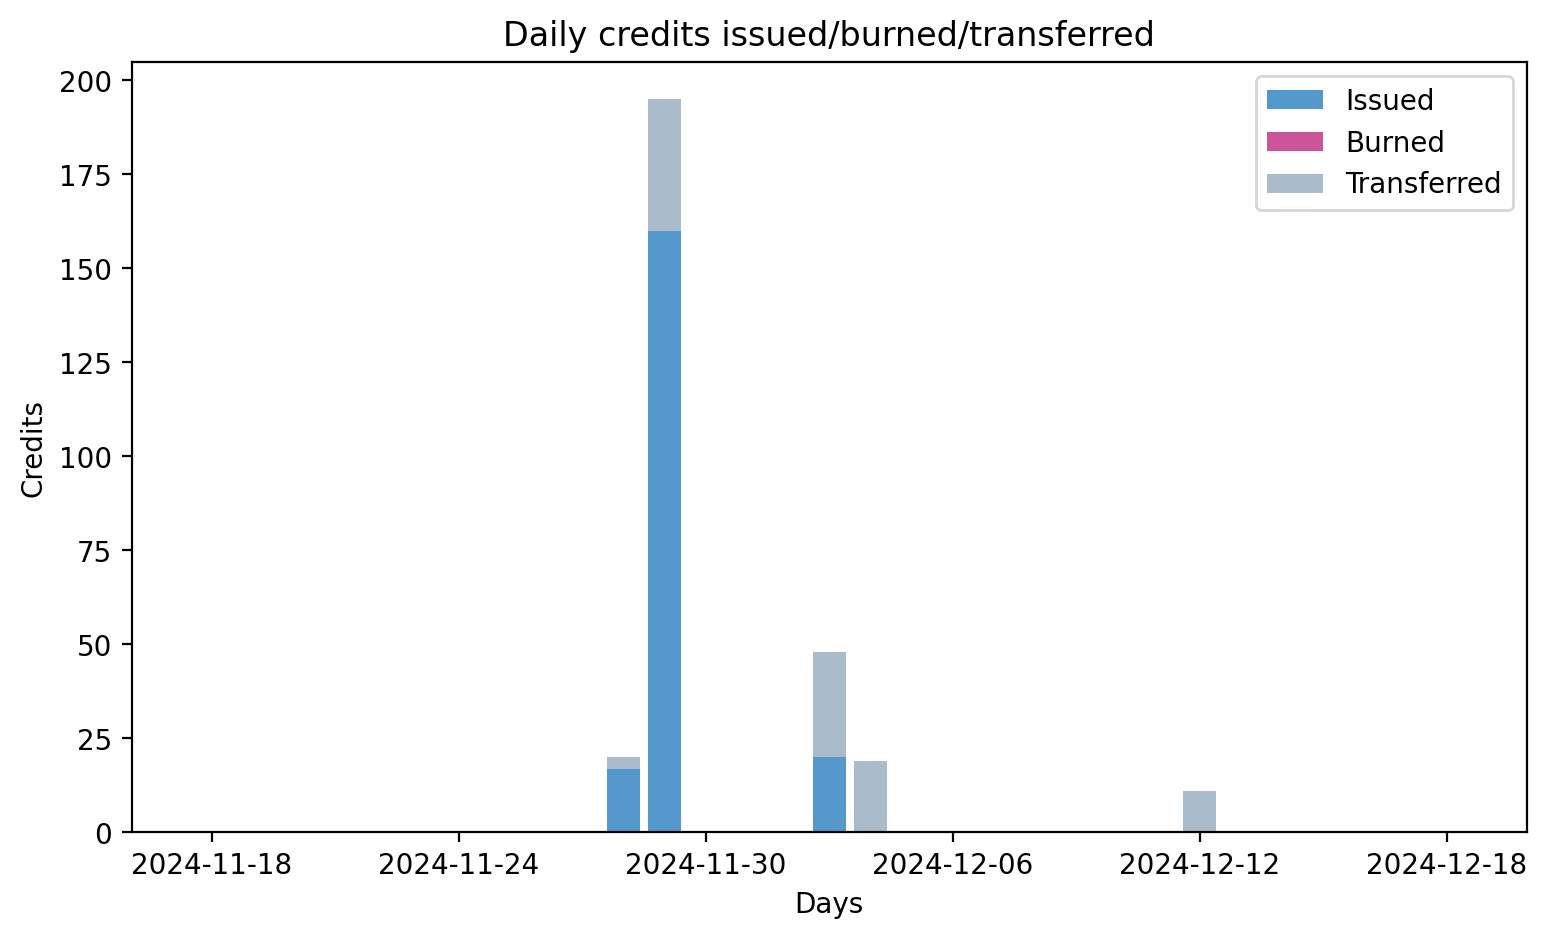 Daily credits issued/burned/transferred
Issued
Burned
Transferred
200
175
150
125
100
75
50
25
0
Credits
2024-11-18 2024-11-24 2024-11-30 2024-12-06 2024-12-12 2024-12-18
Days